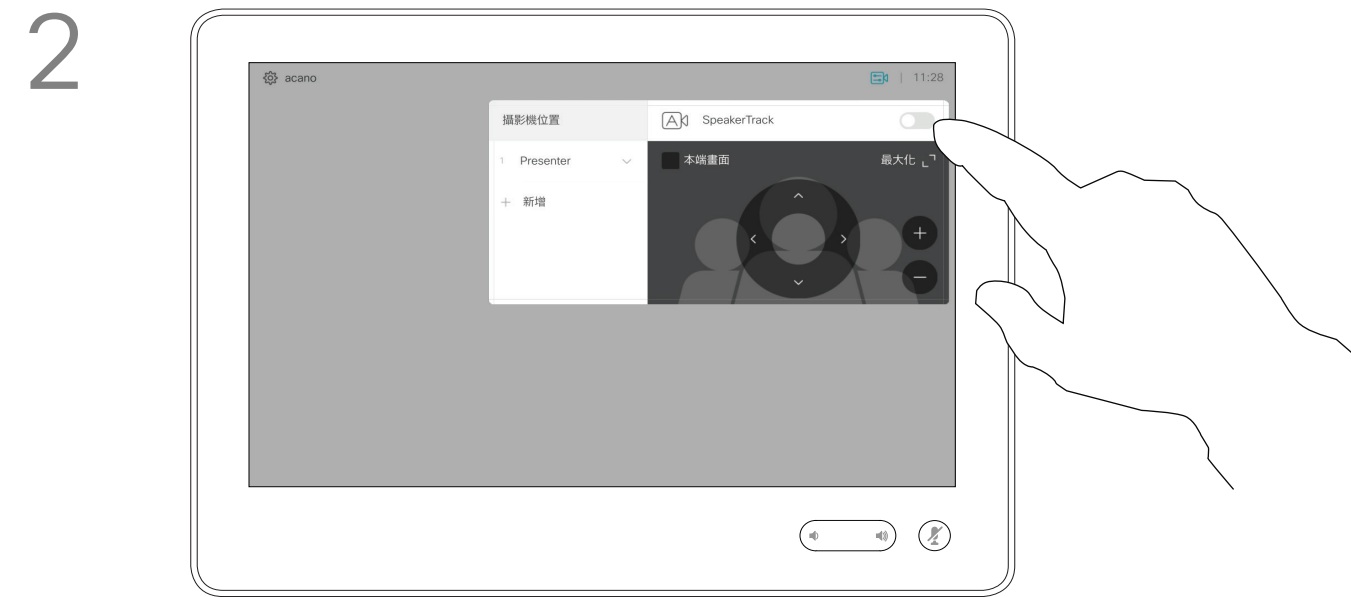 2
acano 11:28
攝影機位置 SpeakerTrack
1 Presenter 本端畫面 最大化
+ 新增